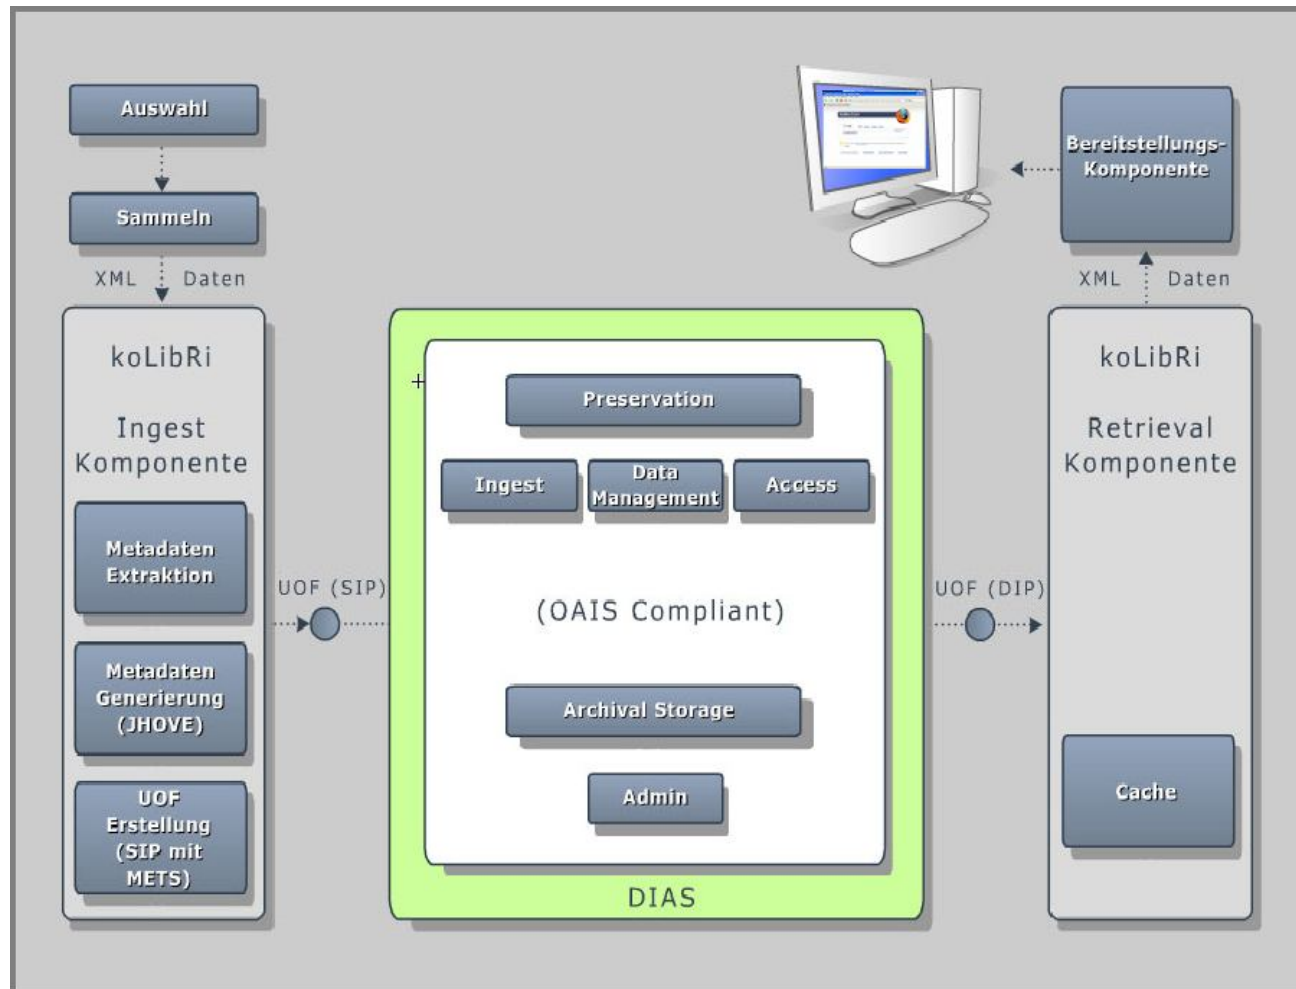 Auswahl
Sammeln
XML Daten
koLibRi
Ingest
Komponente
Metadaten
Extraktion
Metadaten
Generierung
(JHOVE)
UOF
Erstellung
(SIP mit
METS)
UOF (SIP)
Preservation
Ingest
Data
Management
Access
(OAIS Compliant)
Archival Storage
Admin
DIAS
UOF (DIP)
Bereitstellungs-
Komponente
XML Daten
koLibRi
Retrieval
Komponente
Cache